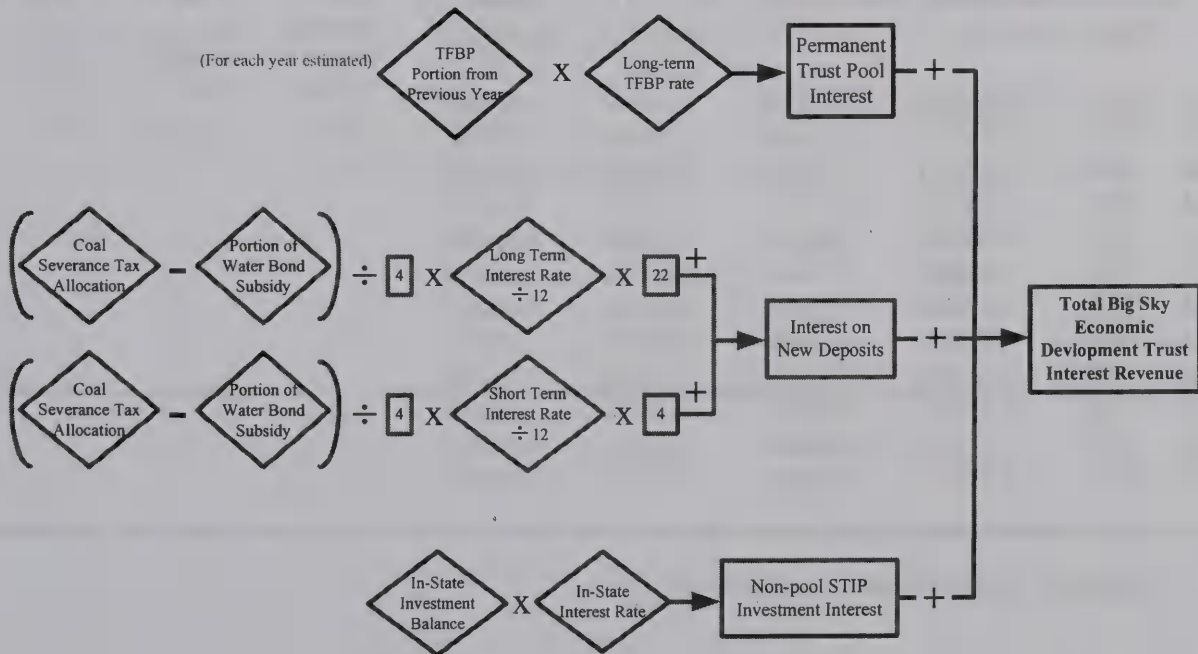 (For each year estimated)
TFBP
Portion from
Previous Year
X
Long-term
TFBP rate
Permanent
Trust Pool
Interest
+
(
Coal
Severance Tax
Allocation
-
Portion of
Water Bond
Subsidy
)
÷
4
X
Long Term
Interest Rate
÷ 12
X
22
+
(
Coal
Severance Tax
Allocation
-
Portion of
Water Bond
Subsidy
)
÷
4
X
Short Term
Interest Rate
÷ 12
X
4
+
Interest on
New Deposits
+
Total Big Sky
Economic
Devlopment Trust
Interest Revenue
In-State
Investment
Balance
X
In-State
Interest Rate
Non-pool STIP
Investment Interest
+